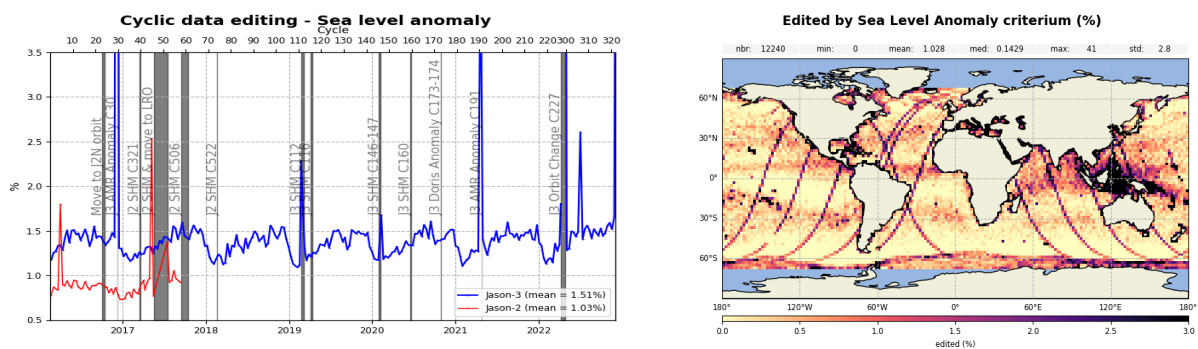 Cyclic data editing - Sea level anomaly
Cycle
10 20 30 40 50 60 70 80 90 100 110 120 130 140 150 160 170 180 190 200 210 220 300 310 320
3.5
3.0
2.5
2.0
1.5
1.0
0.5
%
Move to J2N orbit
J3 AMR Anomaly C30
J2 SHM C321
& move to LRO
J2 SHM C506
J2 SHM C522
J3 SHM C112
J3 SHM C146-147
J3 SHM C160
J3 Doris Anomaly C173-174
J3 AMR Anomaly C191
J3 Orbit Change C227
Jason-3 (mean = 1.51%)
Jason-2 (mean = 1.03%)
2017 2018 2019 2020 2021 2022
Edited by Sea Level Anomaly criterium (%)
nbr: 12240 min: 0 mean: 1.028 med: 0.1429 max: 41 std: 2.8
60°N
30°N
0°
30°S
60°S
180° 120°W 60°W 0° 60°E 120°E 180°
0.0 0.5 1.0 1.5 2.0 2.5 3.0
edited (%)